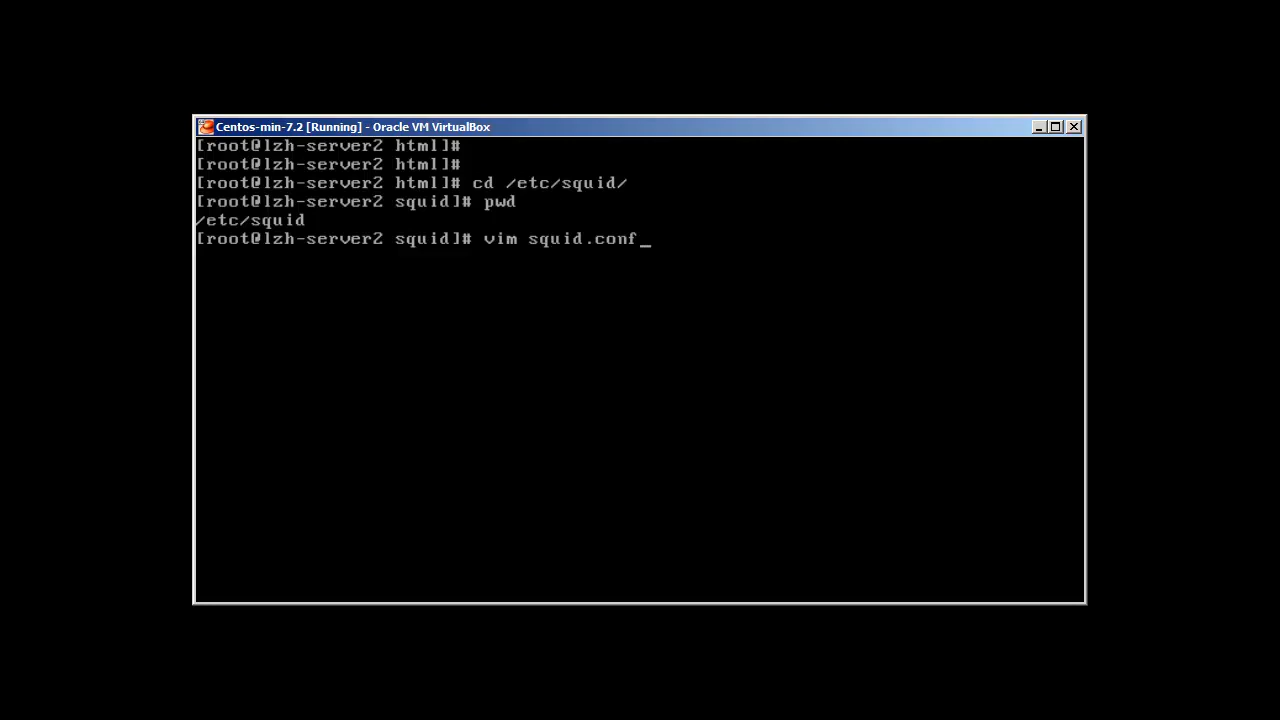 Centos-min-7.2 [Running] - Oracle VM VirtualBox
[root@lzh-server2 html]#
[root@lzh-server2 html]#
[root@lzh-server2 html]# cd /etc/squid/
[root@lzh-server2 squid]# pwd
/etc/squid
[root@lzh-server2 squid]# vim squid.conf_